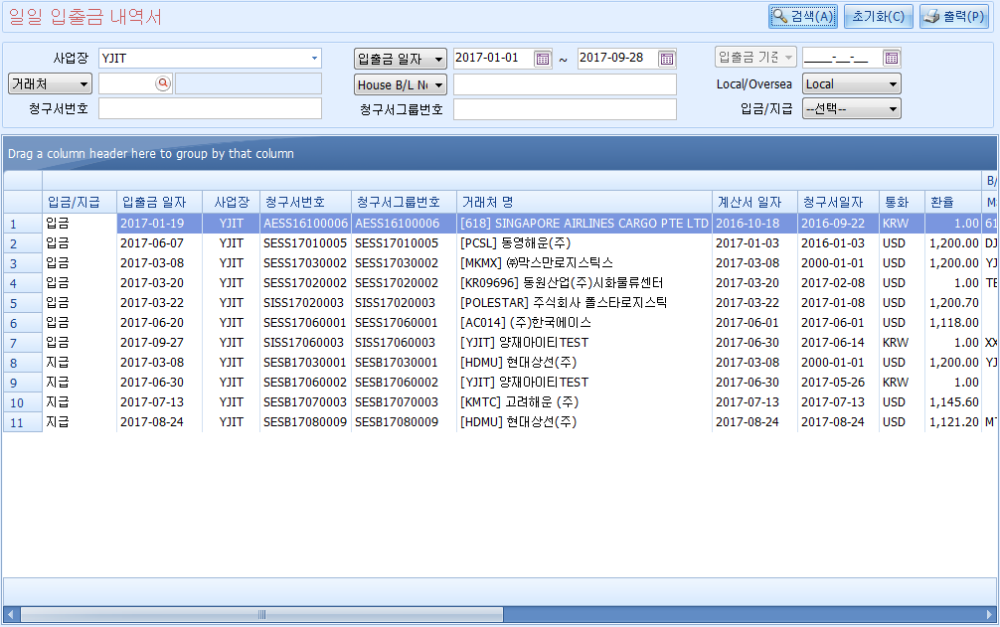 일일 입출금 내역서 검색(A) 초기화(C) 출력(P)
사업장 YJIT 입출금 일자 2017-01-01 ~ 2017-09-28 입출금 기준 ____-__-__
거래처 House B/L No Local/Oversea Local
청구서번호 청구서그룹번호 입금/지급 --선택--
Drag a column header here to group by that column
B/
입금/지급 입출금 일자 사업장 청구서번호 청구서그룹번호 거래처 명 계산서 일자 청구서일자 통화 환율 M
1 입금 2017-01-19 YJIT AESS16100006 AESS16100006 [618] SINGAPORE AIRLINES CARGO PTE LTD 2016-10-18 2016-09-22 KRW 1.00 61
2 입금 2017-06-07 YJIT SESS17010005 SESS17010005 [PCSL] 동영해운(주) 2017-01-03 2016-01-03 USD 1,200.00 DJ
3 입금 2017-03-08 YJIT SESS17030002 SESS17030002 [MKMX] ㈜막스만로지스틱스 2017-03-08 2000-01-01 USD 1,200.00 YJ
4 입금 2017-03-20 YJIT SESS17020002 SESS17020002 [KR09696] 동원산업(주)시화물류센터 2017-03-20 2017-02-08 USD 1.00 TE
5 입금 2017-03-22 YJIT SISS17020003 SISS17020003 [POLESTAR] 주식회사 폴스타로지스틱 2017-03-22 2017-01-08 USD 1,200.70
6 입금 2017-06-20 YJIT SESS17060001 SESS17060001 [AC014] (주)한국에이스 2017-06-01 2017-06-01 USD 1,118.00
7 입금 2017-09-27 YJIT SISS17060003 SISS17060003 [YJIT] 양재아이티TEST 2017-06-30 2017-06-14 KRW 1.00 XX
8 지급 2017-03-08 YJIT SESB17030001 SESB17030001 [HDMU] 현대상선(주) 2017-03-08 2000-01-01 USD 1,200.00 YJ
9 지급 2017-06-30 YJIT SESB17060002 SESB17060002 [YJIT] 양재아이티TEST 2017-06-30 2017-05-26 KRW 1.00
10 지급 2017-07-13 YJIT SESB17070003 SESB17070003 [KMTC] 고려해운 (주) 2017-07-13 2017-07-13 USD 1,145.60
11 지급 2017-08-24 YJIT SESB17080009 SESB17080009 [HDMU] 현대상선(주) 2017-08-24 2017-08-24 USD 1,121.20 MT